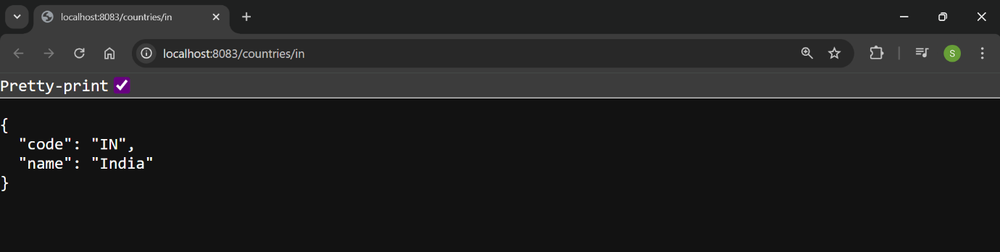 localhost:8083/countries/in
localhost:8083/countries/in
S
Pretty-print
{
  "code": "IN",
  "name": "India"
}